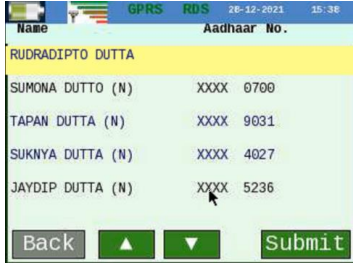 GPRS RDS 28-12-2021 15:38
Name Aadhaar No.
RUDRADIPTO DUTTA
SUMONA DUTTO (N) XXXX 0700
TAPAN DUTTA (N) XXXX 9031
SUKNYA DUTTA (N) XXXX 4027
JAYDIP DUTTA (N) XXXX 5236
Back Submit